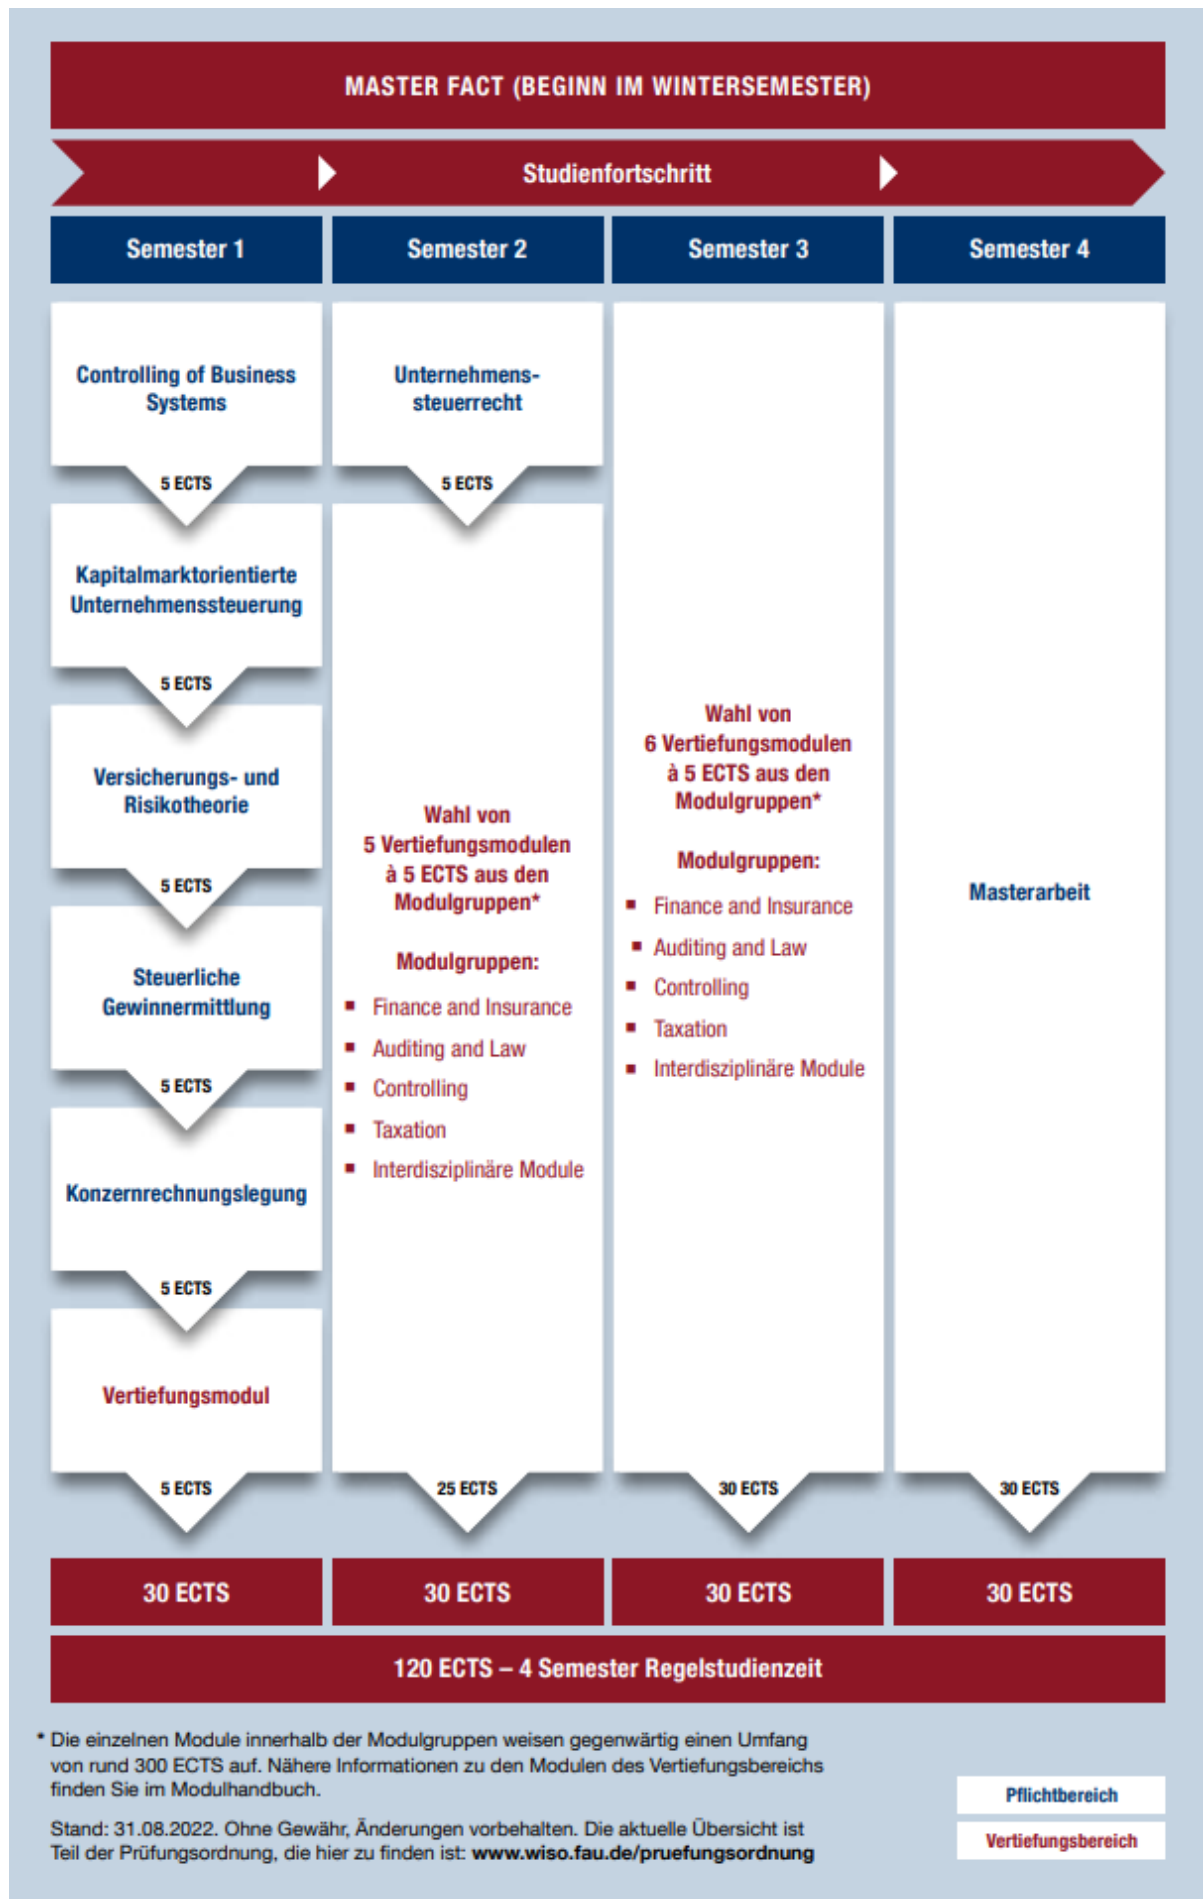 MASTER FACT (BEGINN IM WINTERSEMESTER)
Studienfortschritt
Semester 1
Semester 2
Semester 3
Semester 4
Controlling of Business
Systems
5 ECTS
Kapitalmarktorientierte
Unternehmenssteuerung
5 ECTS
Versicherungs- und
Risikotheorie
5 ECTS
Steuerliche
Gewinnermittlung
5 ECTS
Konzernrechnungslegung
5 ECTS
Vertiefungsmodul
5 ECTS
Unternehmens-
steuerrecht
5 ECTS
Wahl von
5 Vertiefungsmodulen
à 5 ECTS aus den
Modulgruppen*
Modulgruppen:
▪ Finance and Insurance
▪ Auditing and Law
▪ Controlling
▪ Taxation
▪ Interdisziplinäre Module
25 ECTS
Wahl von
6 Vertiefungsmodulen
à 5 ECTS aus den
Modulgruppen*
Modulgruppen:
▪ Finance and Insurance
▪ Auditing and Law
▪ Controlling
▪ Taxation
▪ Interdisziplinäre Module
30 ECTS
Masterarbeit
30 ECTS
30 ECTS
30 ECTS
30 ECTS
30 ECTS
120 ECTS – 4 Semester Regelstudienzeit
* Die einzelnen Module innerhalb der Modulgruppen weisen gegenwärtig einen Umfang
von rund 300 ECTS auf. Nähere Informationen zu den Modulen des Vertiefungsbereichs
finden Sie im Modulhandbuch.
Stand: 31.08.2022. Ohne Gewähr, Änderungen vorbehalten. Die aktuelle Übersicht ist
Teil der Prüfungsordnung, die hier zu finden ist: www.wiso.fau.de/pruefungsordnung
Pflichtbereich
Vertiefungsbereich